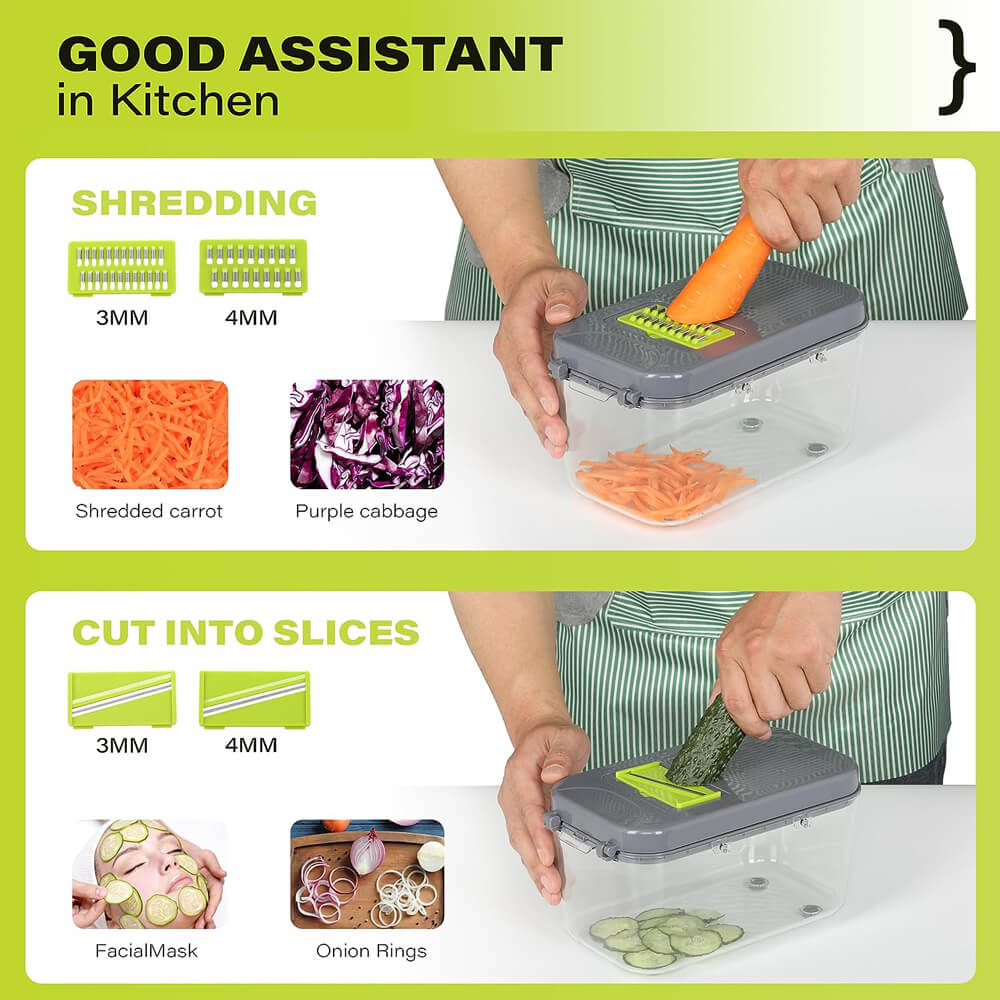 GOOD ASSISTANT
in Kitchen
}
SHREDDING
3MM
4MM
Shredded carrot
Purple cabbage
CUT INTO SLICES
3MM
4MM
FacialMask
Onion Rings